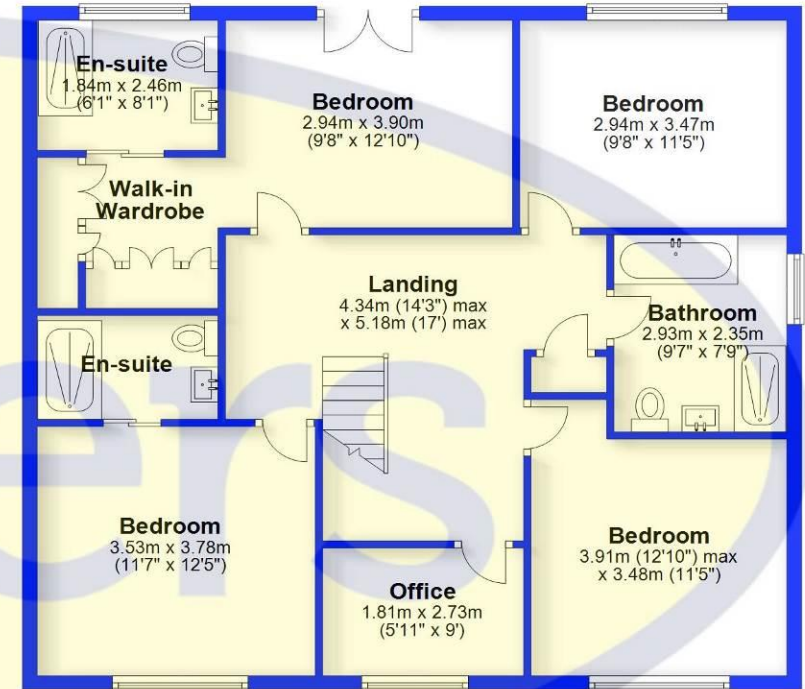 En-suite
1.84m x 2.46m
(6'1" x 8'1")
Bedroom
2.94m x 3.90m
(9'8" x 12'10")
Bedroom
2.94m x 3.47m
(9'8" x 11'5")
Walk-in
Wardrobe
Landing
4.34m (14'3") max
x 5.18m (17') max
Bathroom
2.93m x 2.35m
(9'7" x 7'9")
En-suite
Bedroom
3.53m x 3.78m
(11'7" x 12'5")
Office
1.81m x 2.73m
(5'11" x 9')
Bedroom
3.91m (12'10") max
x 3.48m (11'5")
ers